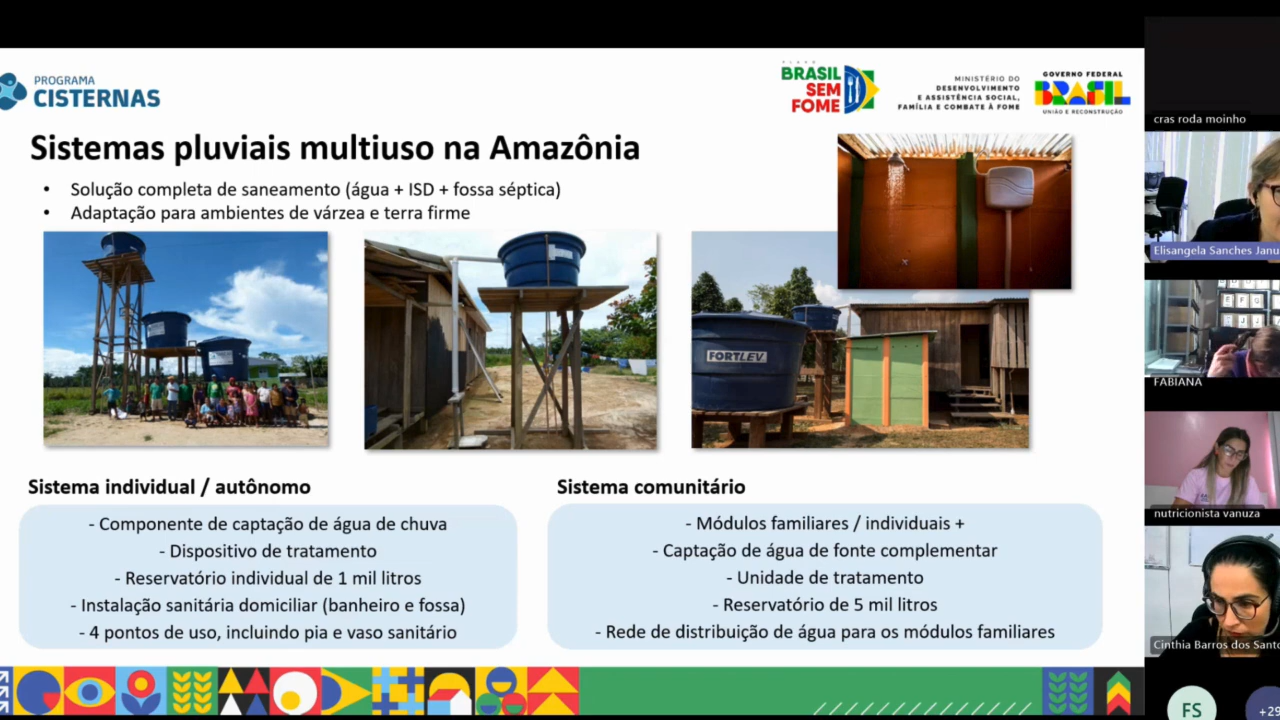 PROGRAMA
CISTERNAS
PLANO
BRASIL
SEM
FOME
MINISTÉRIO DO
DESENVOLVIMENTO
E ASSISTÊNCIA SOCIAL,
FAMÍLIA E COMBATE À FOME
GOVERNO FEDERAL
BRASIL
UNIÃO E RECONSTRUÇÃO
Sistemas pluviais multiuso na Amazônia
• Solução completa de saneamento (água + ISD + fossa séptica)
• Adaptação para ambientes de várzea e terra firme
FORTLEV
Sistema individual / autônomo
- Componente de captação de água de chuva
- Dispositivo de tratamento
- Reservatório individual de 1 mil litros
- Instalação sanitária domiciliar (banheiro e fossa)
- 4 pontos de uso, incluindo pia e vaso sanitário
Sistema comunitário
- Módulos familiares / individuais +
- Captação de água de fonte complementar
- Unidade de tratamento
- Reservatório de 5 mil litros
- Rede de distribuição de água para os módulos familiares
cras roda moinho
Elisangela Sanches Janu
E F G
I J J
FABIANA
nutricionista vanuza
Cinthia Barros dos Santo
FS
+29